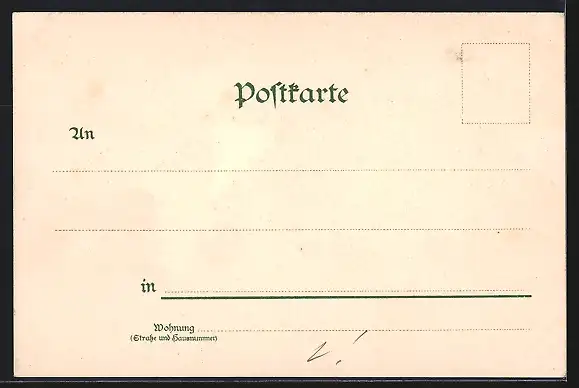 Poſtkarte
An
in
Wohnung
(Straße und Hausnummer)